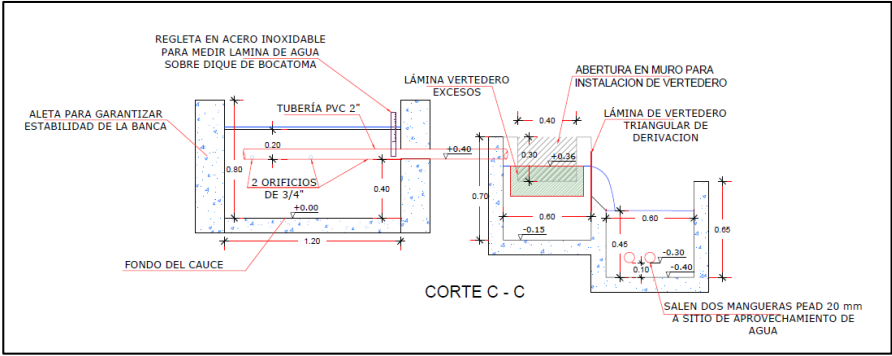 REGLETA EN ACERO INOXIDABLE
PARA MEDIR LAMINA DE AGUA
SOBRE DIQUE DE BOCATOMA
LÁMINA VERTEDERO
EXCESOS
ABERTURA EN MURO PARA
INSTALACION DE VERTEDERO
ALETA PARA GARANTIZAR
ESTABILIDAD DE LA BANCA
TUBERÍA PVC 2"
LÁMINA DE VERTEDERO
TRIANGULAR DE
DERIVACION
0.40
0.20
+0.40
0.30
+0.36
0.80
2 ORIFICIOS
DE 3/4"
0.40
+0.00
0.70
0.60
0.60
0.65
-0.15
0.45
-0.30
0.10
-0.40
1.20
FONDO DEL CAUCE
CORTE C - C
SALEN DOS MANGUERAS PEAD 20 mm
A SITIO DE APROVECHAMIENTO DE
AGUA